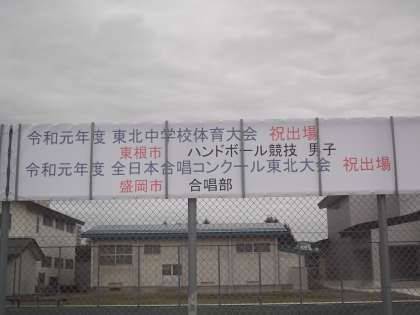 令和元年度 東北中学校体育大会 祝出場
東根市 ハンドボール競技 男子
令和元年度 全日本合唱コンクール東北大会 祝出場
盛岡市 合唱部